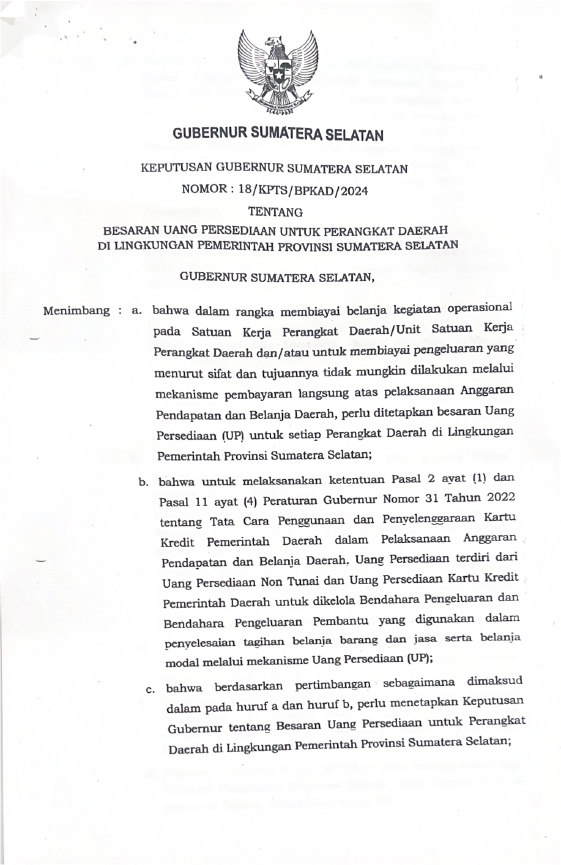 GUBERNUR SUMATERA SELATAN
KEPUTUSAN GUBERNUR SUMATERA SELATAN
NOMOR : 18/KPTS/BPKAD/2024
TENTANG
BESARAN UANG PERSEDIAAN UNTUK PERANGKAT DAERAH
DI LINGKUNGAN PEMERINTAH PROVINSI SUMATERA SELATAN
GUBERNUR SUMATERA SELATAN,
Menimbang : a. bahwa dalam rangka membiayai belanja kegiatan operasional
pada Satuan Kerja Perangkat Daerah/Unit Satuan Kerja
Perangkat Daerah dan/atau untuk membiayai pengeluaran yang
menurut sifat dan tujuannya tidak mungkin dilakukan melalui
mekanisme pembayaran langsung atas pelaksanaan Anggaran
Pendapatan dan Belanja Daerah, perlu ditetapkan besaran Uang
Persediaan (UP) untuk setiap Perangkat Daerah di Lingkungan
Pemerintah Provinsi Sumatera Selatan;
b. bahwa untuk melaksanakan ketentuan Pasal 2 ayat (1) dan
Pasal 11 ayat (4) Peraturan Gubernur Nomor 31 Tahun 2022
tentang Tata Cara Penggunaan dan Penyelenggaraan Kartu
Kredit Pemerintah Daerah dalam Pelaksanaan Anggaran
Pendapatan dan Belanja Daerah, Uang Persediaan terdiri dari
Uang Persediaan Non Tunai dan Uang Persediaan Kartu Kredit
Pemerintah Daerah untuk dikelola Bendahara Pengeluaran dan
Bendahara Pengeluaran Pembantu yang digunakan dalam
penyelesaian tagihan belanja barang dan jasa serta belanja
modal melalui mekanisme Uang Persediaan (UP);
c. bahwa berdasarkan pertimbangan sebagaimana dimaksud
dalam pada huruf a dan huruf b, perlu menetapkan Keputusan
Gubernur tentang Besaran Uang Persediaan untuk Perangkat
Daerah di Lingkungan Pemerintah Provinsi Sumatera Selatan;